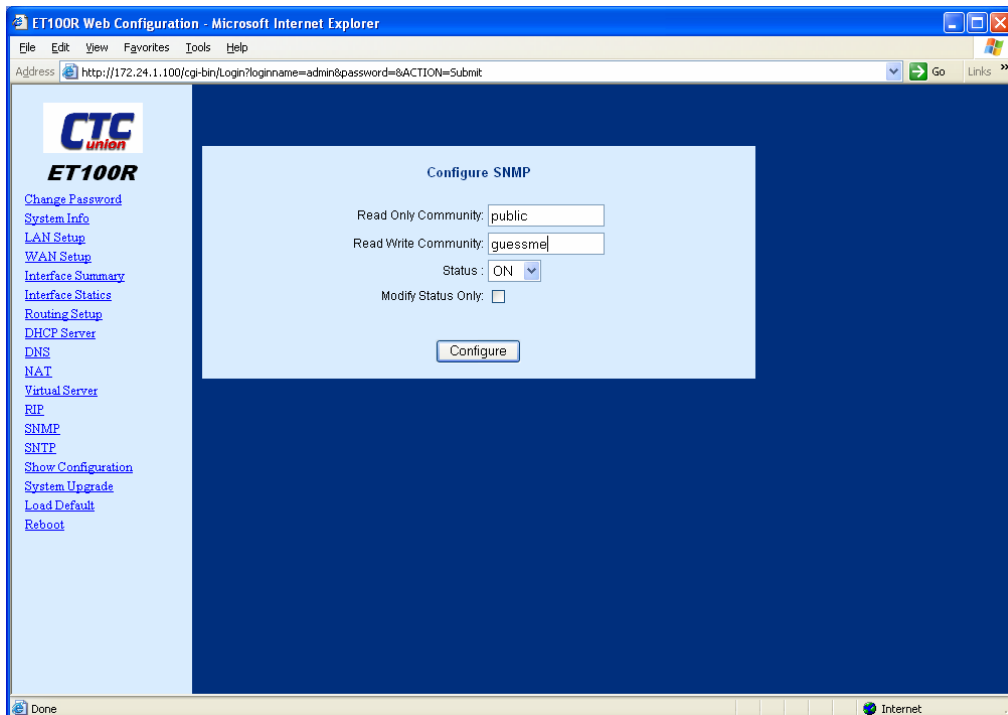 ET100R Web Configuration - Microsoft Internet Explorer
File Edit View Favorites Tools Help
Address http://172.24.1.100/cgi-bin/Login?loginname=admin&password=&ACTION=Submit Go Links »
CTC
union
ET100R
Change Password
System Info
LAN Setup
WAN Setup
Interface Summary
Interface Statics
Routing Setup
DHCP Server
DNS
NAT
Virtual Server
RIP
SNMP
SNTP
Show Configuration
System Upgrade
Load Default
Reboot
Configure SNMP
Read Only Community: public
Read Write Community: guessme
Status : ON
Modify Status Only:
Configure
Done Internet